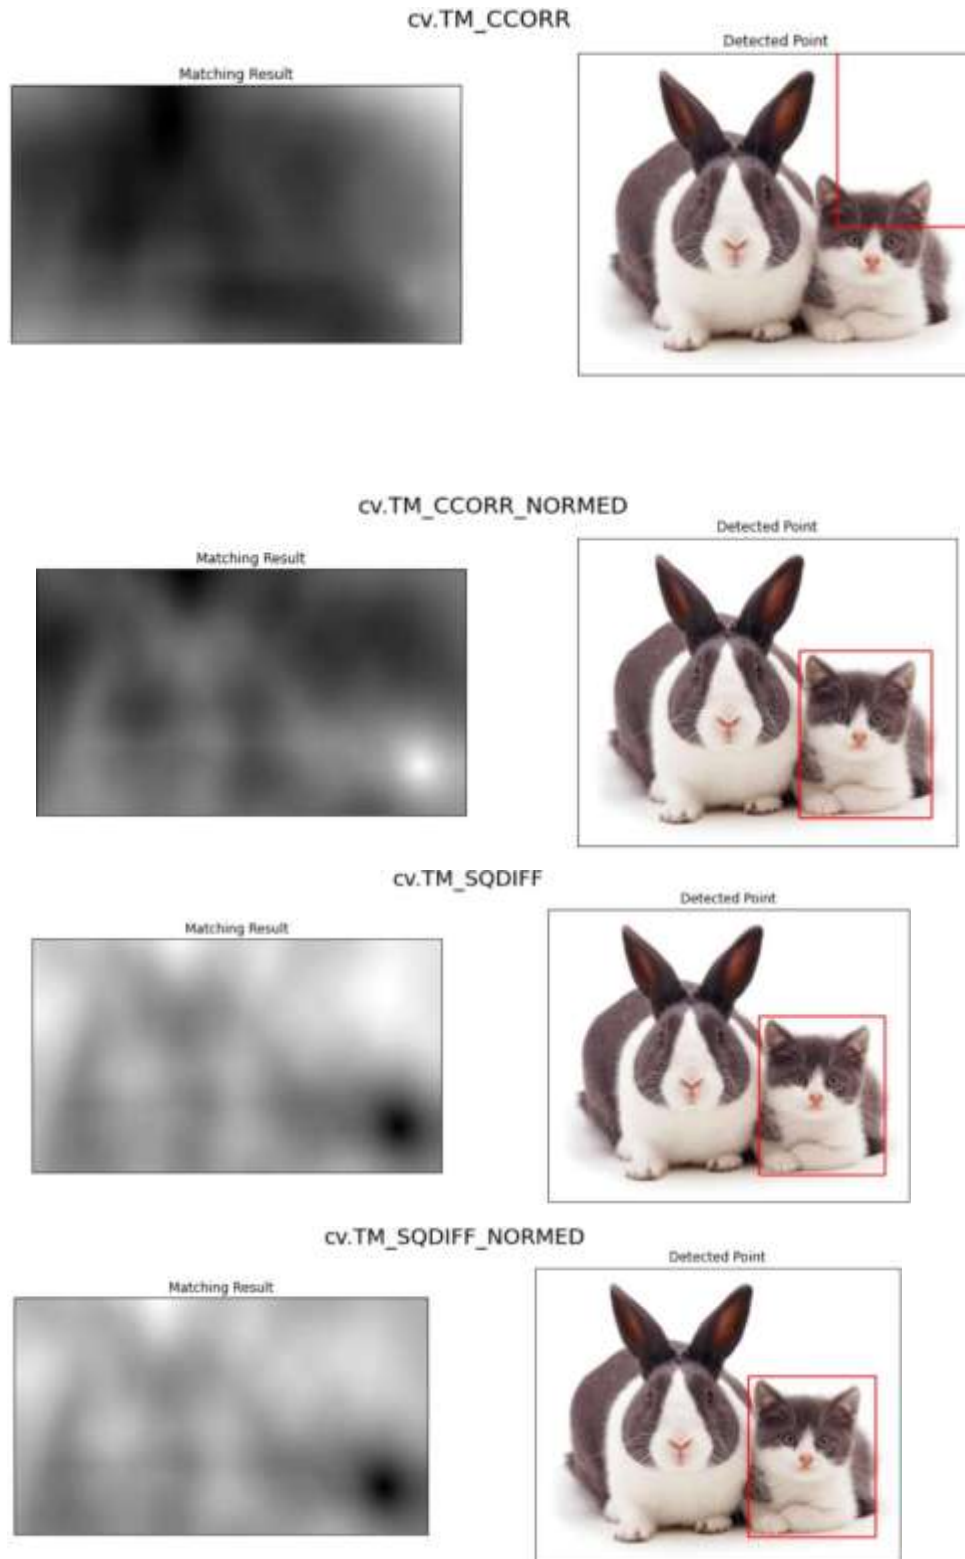 cv.TM_CCORR
Matching Result
Detected Point
cv.TM_CCORR_NORMED
Matching Result
Detected Point
cv.TM_SQDIFF
Matching Result
Detected Point
cv.TM_SQDIFF_NORMED
Matching Result
Detected Point